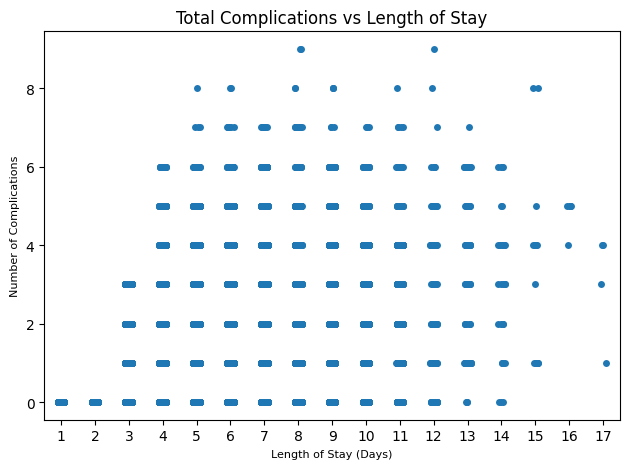 Total Complications vs Length of Stay
Number of Complications
8
6
4
2
0
1 2 3 4 5 6 7 8 9 10 11 12 13 14 15 16 17
Length of Stay (Days)